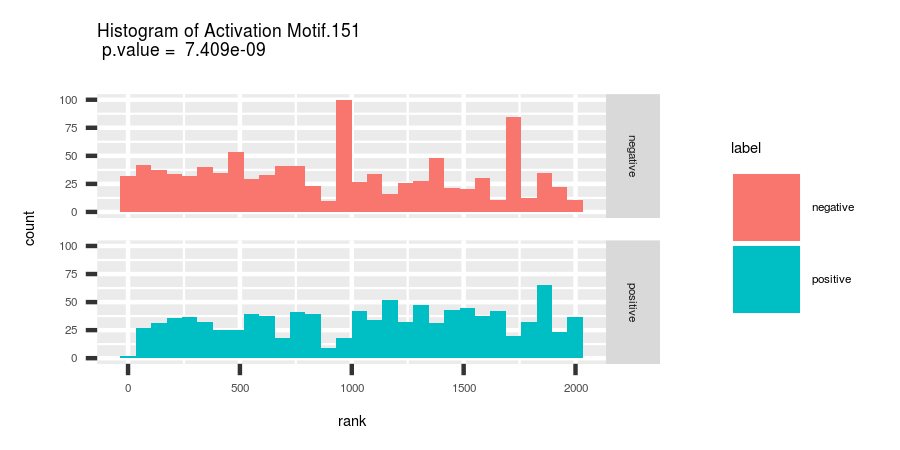 Histogram of Activation Motif.151
p.value = 7.409e-09
count
100
75
50
25
0
negative
100
75
50
25
0
positive
0 500 1000 1500 2000
rank
label
negative
positive